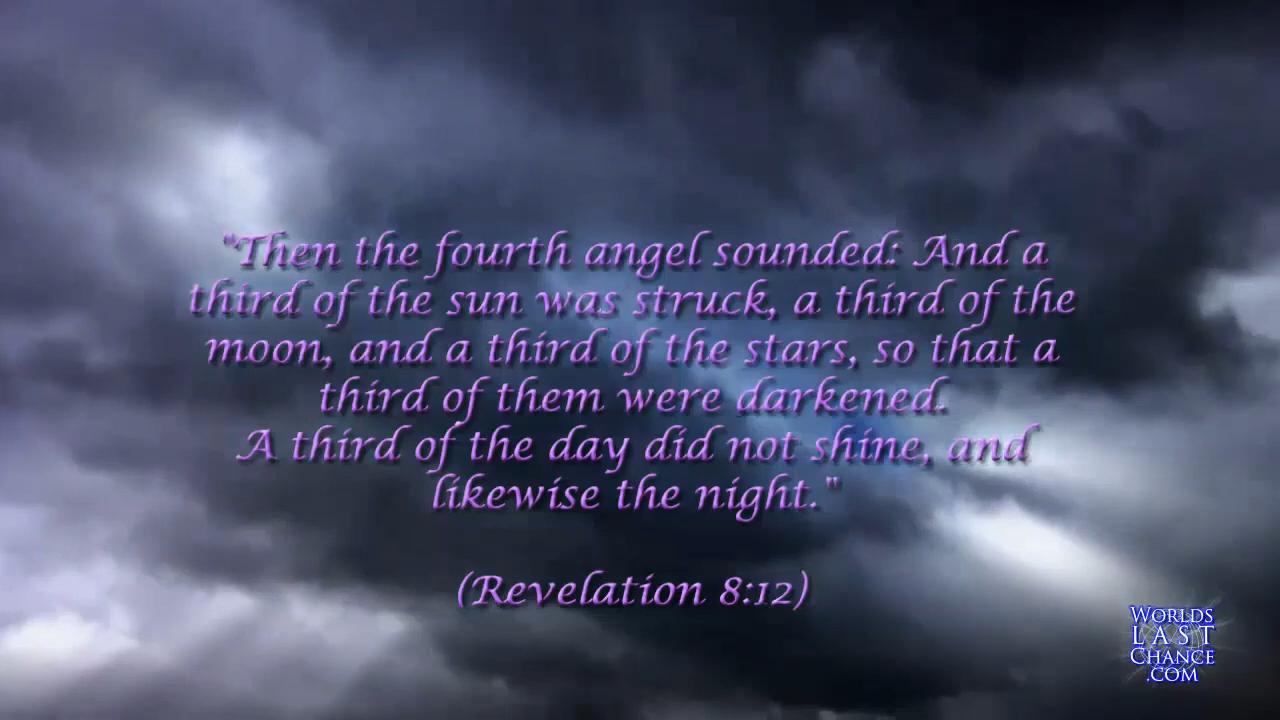 "Then the fourth angel sounded: And a
third of the sun was struck, a third of the
moon, and a third of the stars, so that a
third of them were darkened.
A third of the day did not shine, and
likewise the night."
(Revelation 8:12)
WORLDS
LAST
CHANCE
.COM